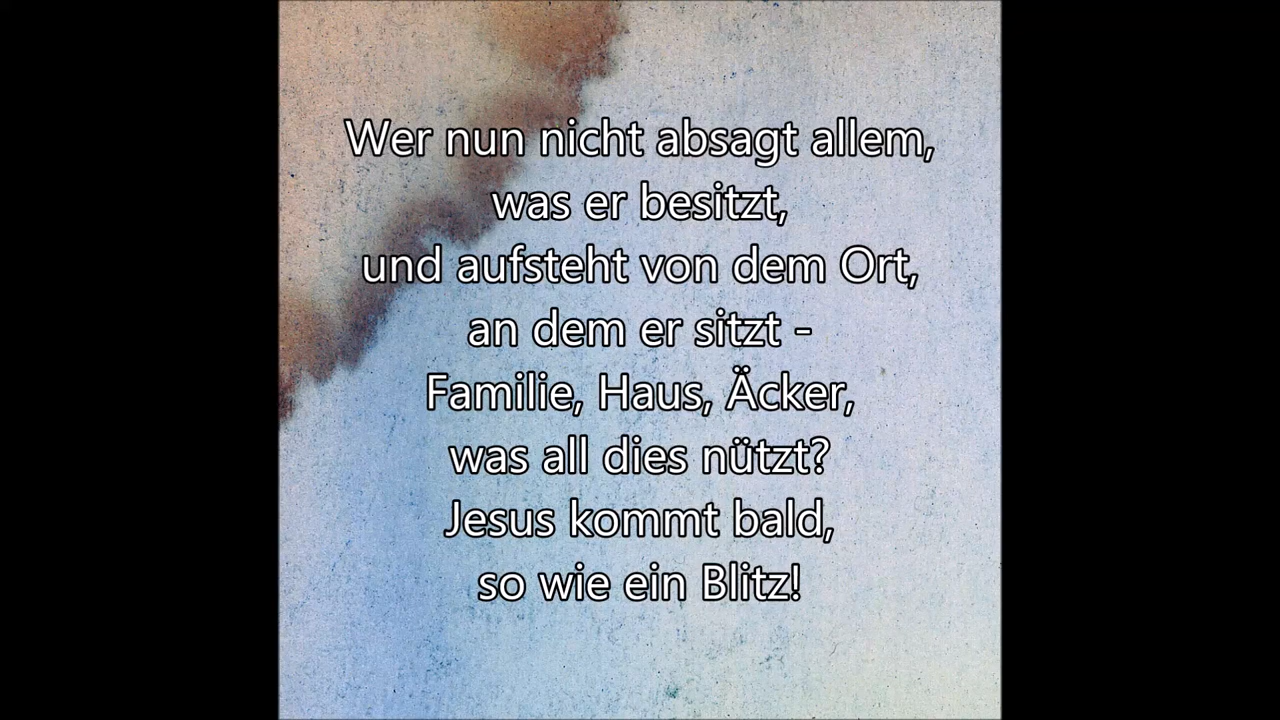 Wer nun nicht absagt allem,
was er besitzt,
und aufsteht von dem Ort,
an dem er sitzt -
Familie, Haus, Äcker,
was all dies nützt?
Jesus kommt bald,
so wie ein Blitz!